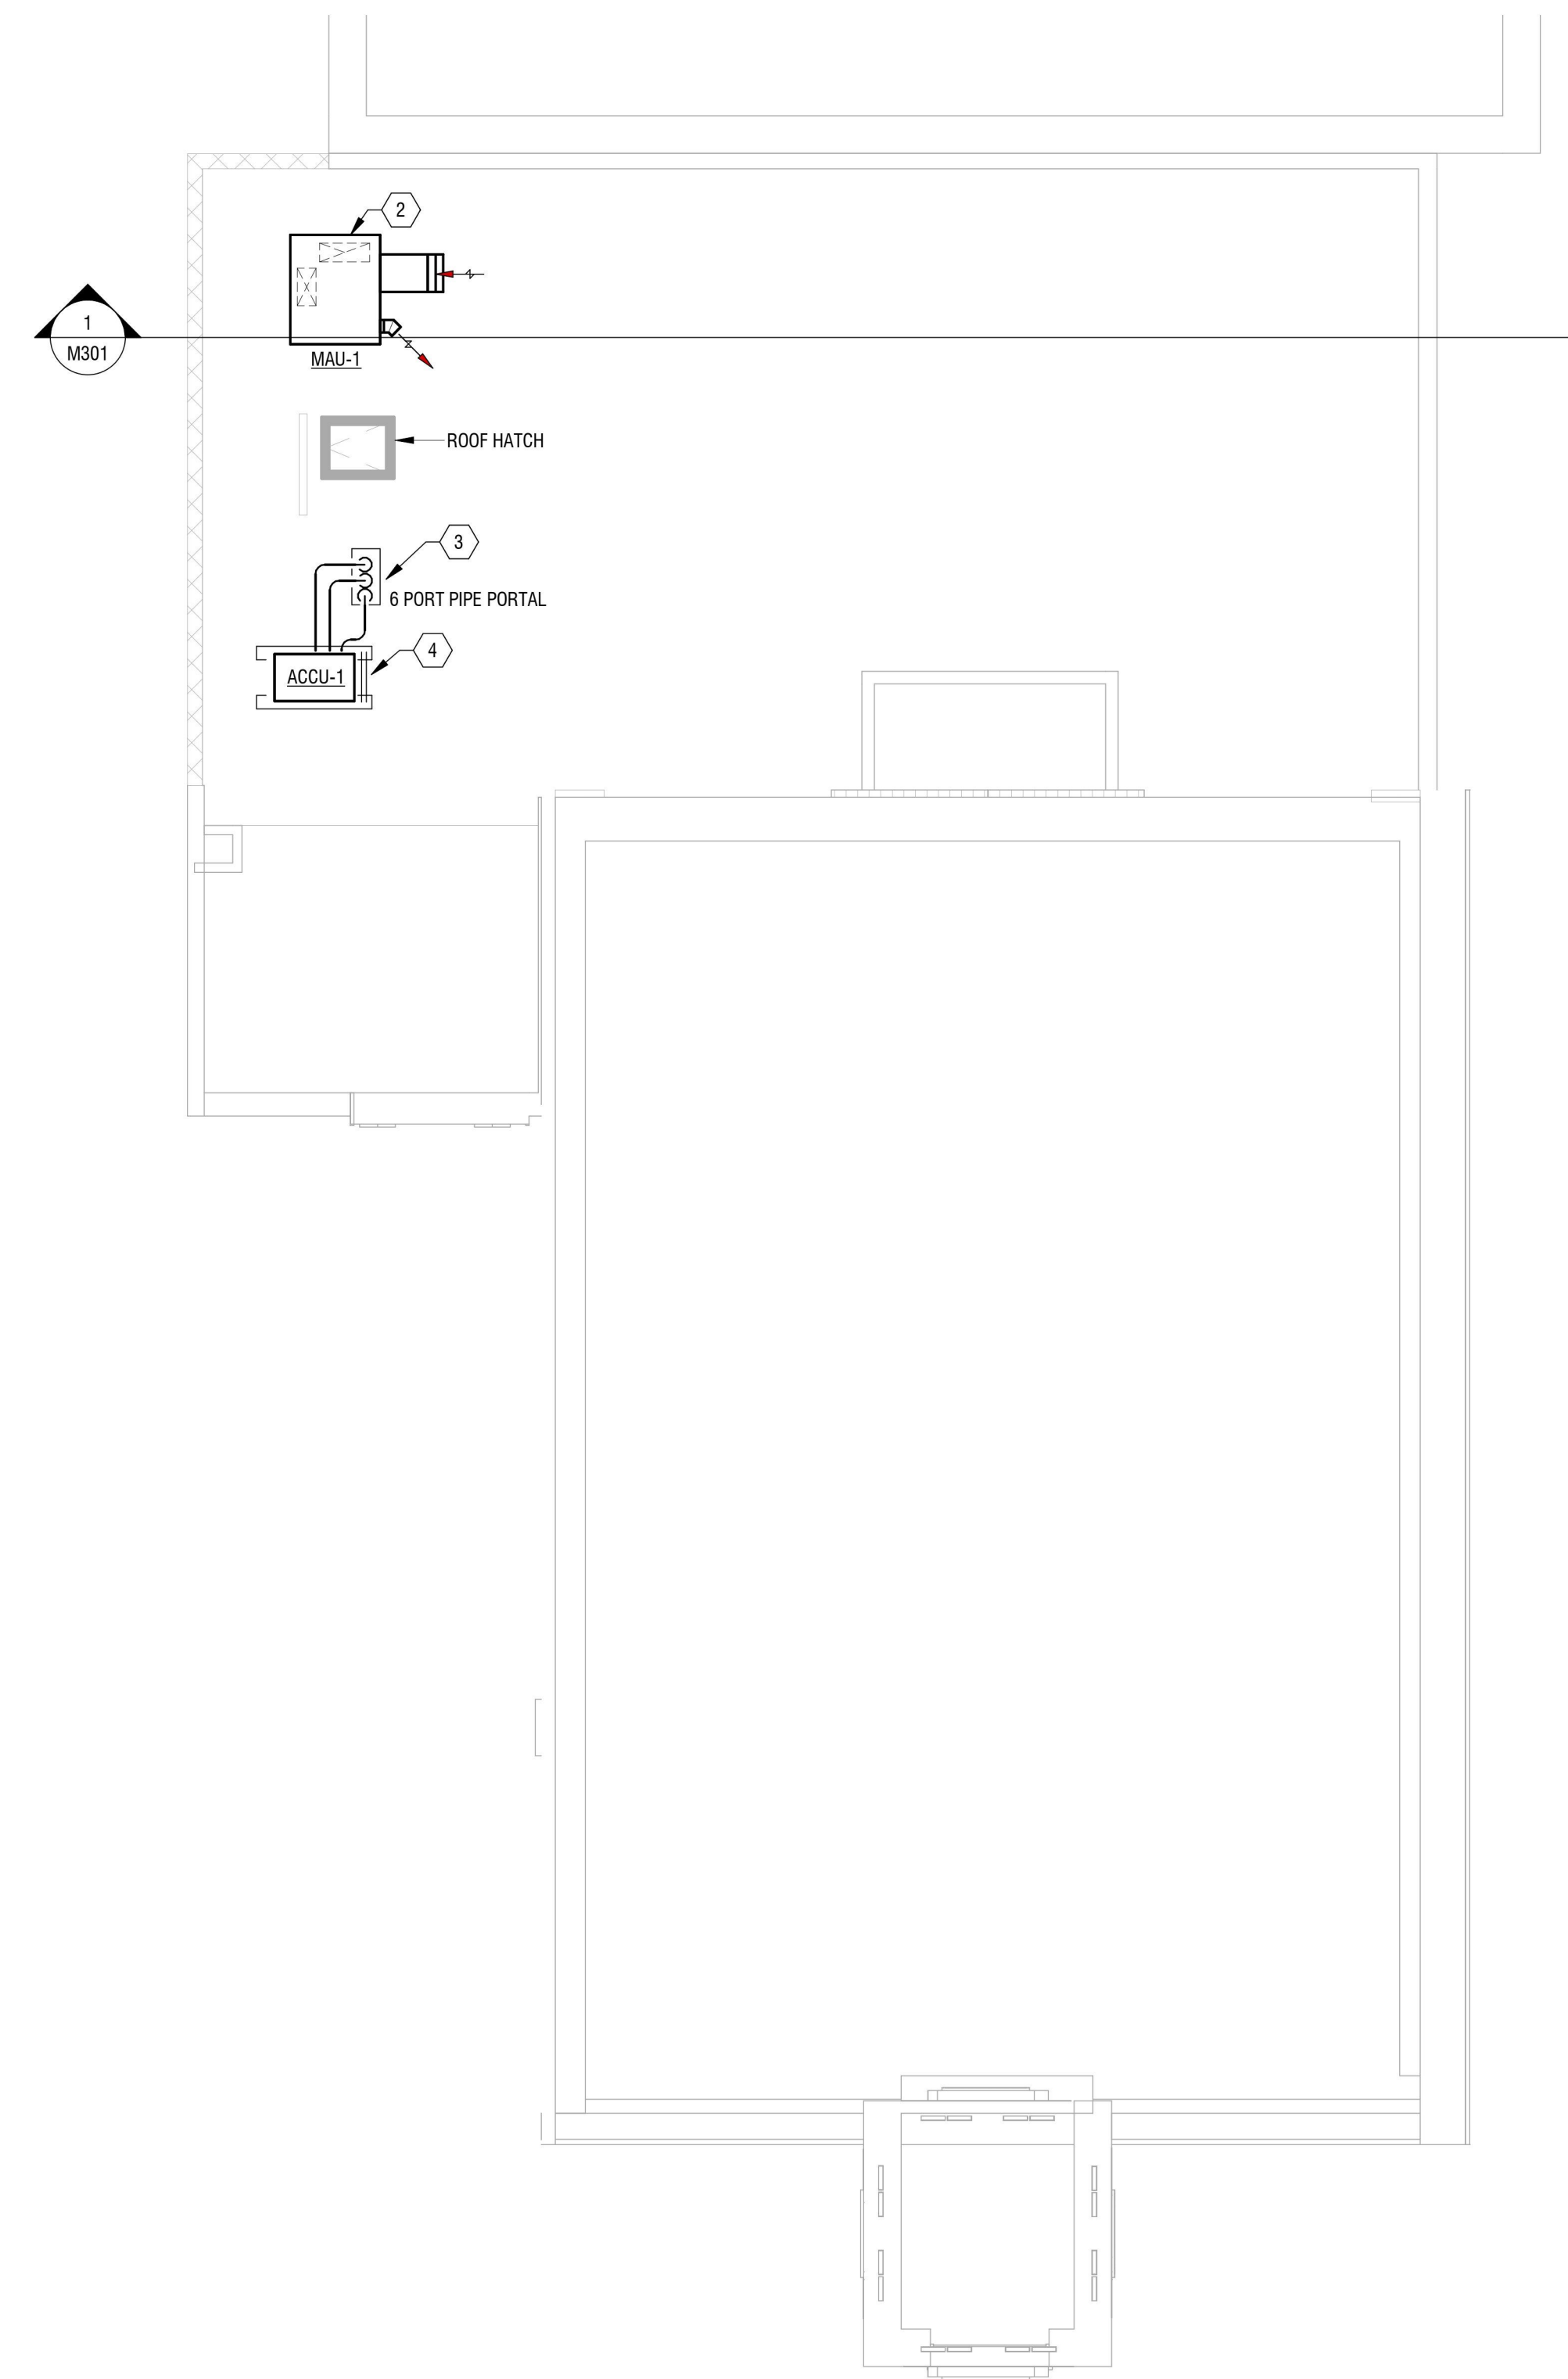 2
1
M301
MAU-1
ROOF HATCH
3
6 PORT PIPE PORTAL
4
ACCU-1